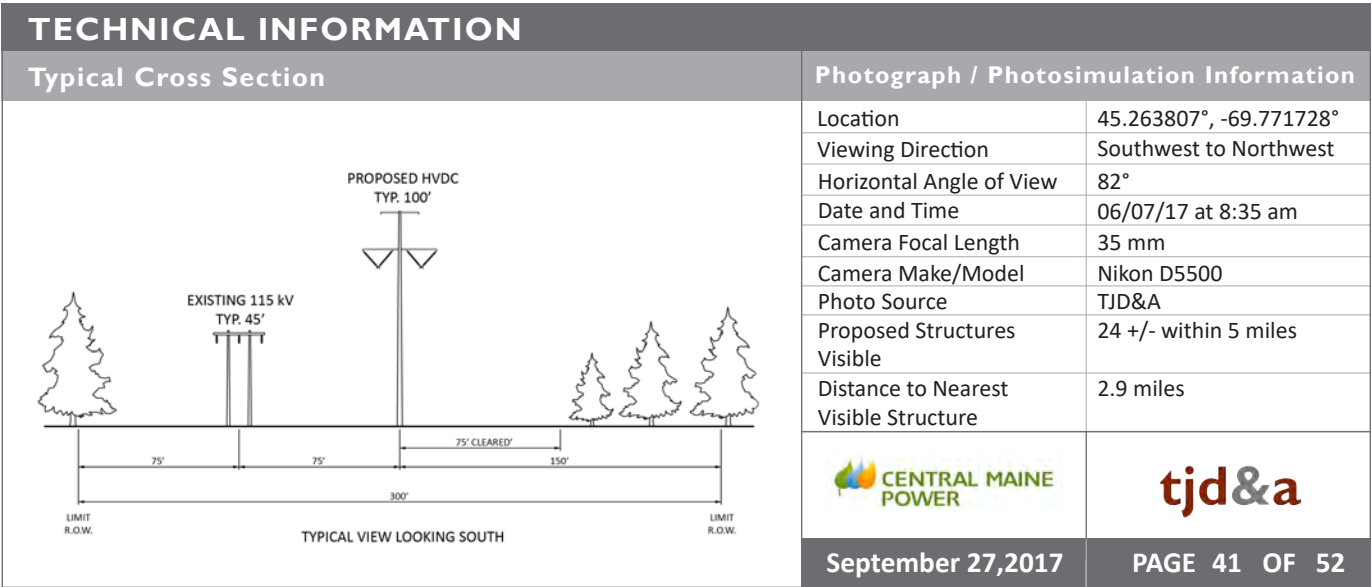 TECHNICAL INFORMATION
Typical Cross Section
PROPOSED HVDC
TYP. 100'
EXISTING 115 kV
TYP. 45'
75' CLEARED'
75'
75'
150'
300'
LIMIT
R.O.W.
LIMIT
R.O.W.
TYPICAL VIEW LOOKING SOUTH
Photograph / Photosimulation Information
Location 45.263807°, -69.771728°
Viewing Direction Southwest to Northwest
Horizontal Angle of View 82°
Date and Time 06/07/17 at 8:35 am
Camera Focal Length 35 mm
Camera Make/Model Nikon D5500
Photo Source TJD&A
Proposed Structures 24 +/- within 5 miles
Visible
Distance to Nearest 2.9 miles
Visible Structure
CENTRAL MAINE
POWER
tjd&a
September 27,2017 PAGE 41 OF 52